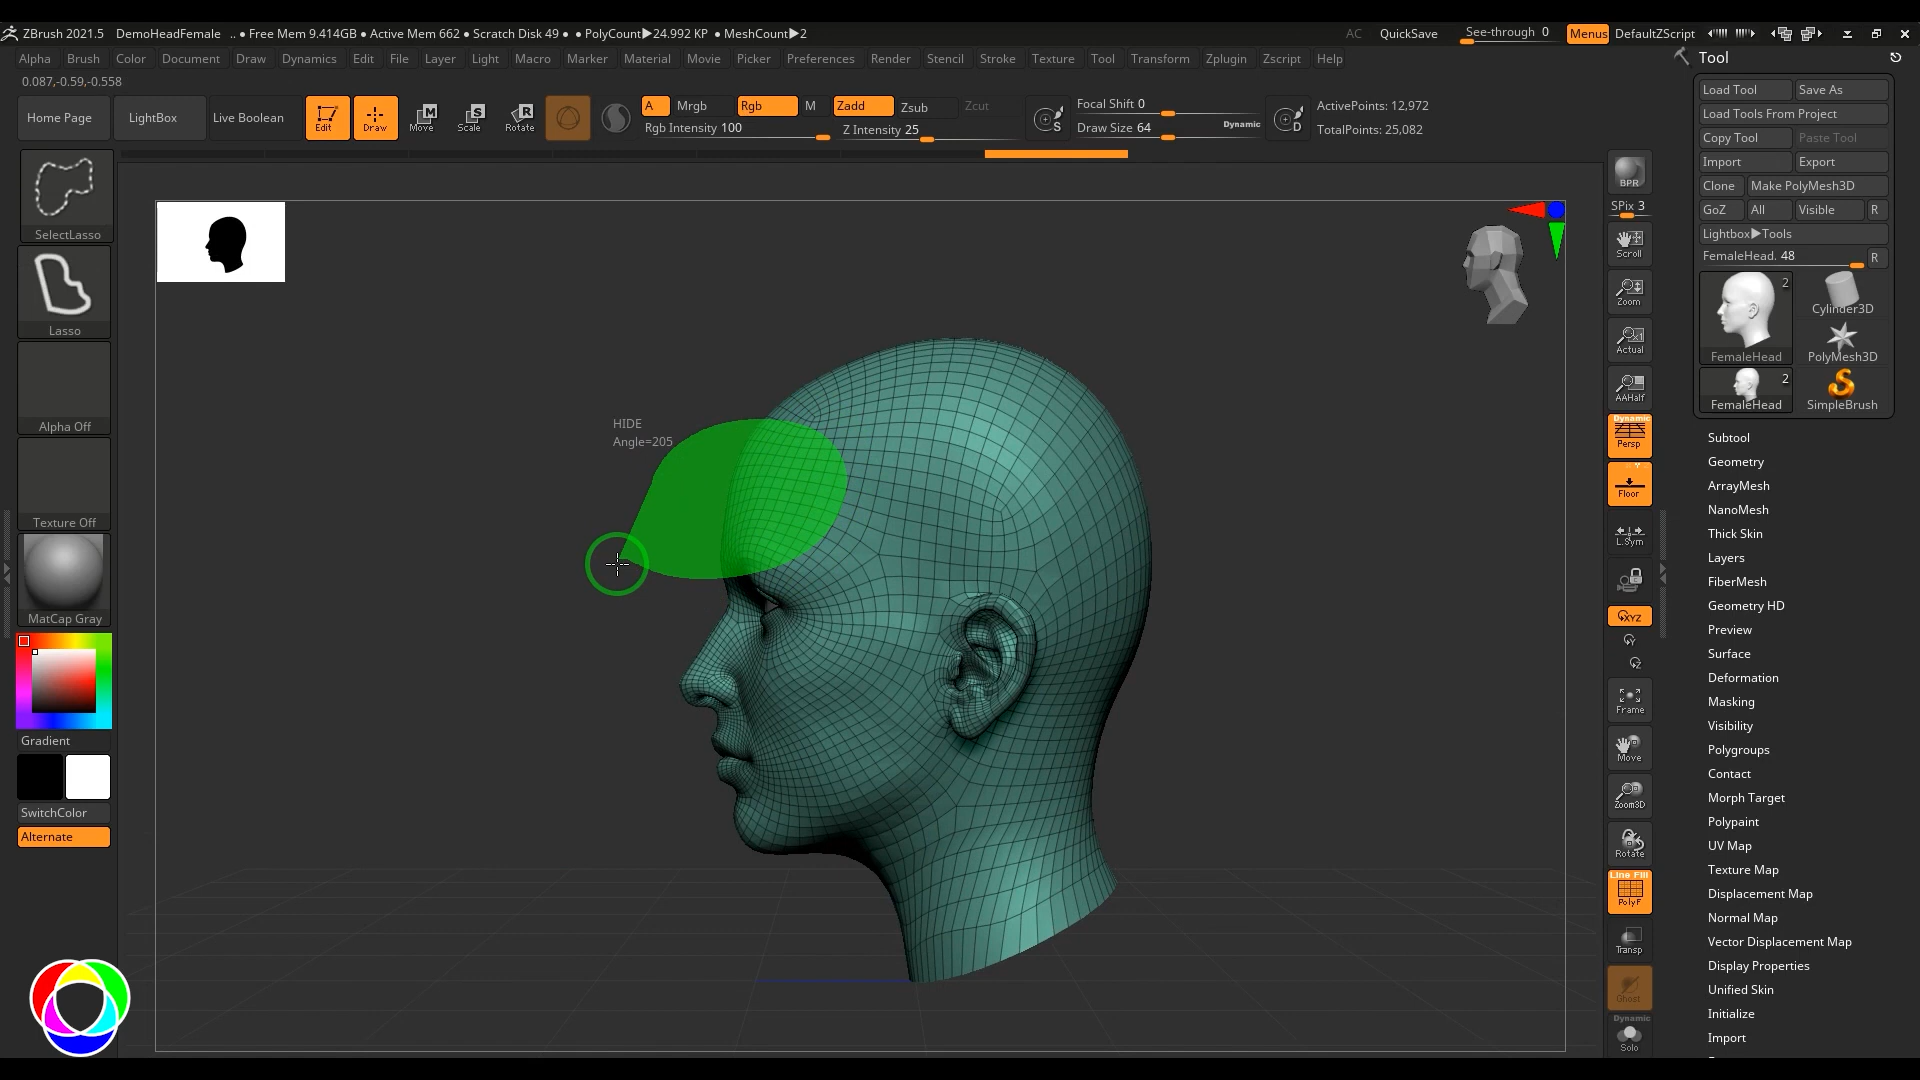 ZBrush 2021.5 DemoHeadFemale .. ● Free Mem 9.414GB ● Active Mem 662 ● Scratch Disk 49 ● ● PolyCount▶24.992 KP ● MeshCount▶2 AC QuickSave See-through 0 Menus DefaultZScript
Alpha Brush Color Document Draw Dynamics Edit File Layer Light Macro Marker Material Movie Picker Preferences Render Stencil Stroke Texture Tool Transform Zplugin Zscript Help
0.087,-0.59,-0.558
Home Page LightBox Live Boolean Edit Draw Move Scale Rotate
A Mrgb Rgb M Zadd Zsub Zcut
Rgb Intensity 100 Z Intensity 25
S Focal Shift 0
Draw Size 64 Dynamic D
ActivePoints: 12,972
TotalPoints: 25,082
SelectLasso
Lasso
Alpha Off
Texture Off
MatCap Gray
Gradient
SwitchColor
Alternate
HIDE
Angle=205
BPR
SPix 3
Scroll
Zoom
Actual
AAHalf
Dynamic
Persp
Floor
L.Sym
XYZ
Y
Z
Frame
Move
Zoom3D
Rotate
Line Fill
PolyF
Transp
Ghost
Dynamic
Solo
Tool
Load Tool Save As
Load Tools From Project
Copy Tool Paste Tool
Import Export
Clone Make PolyMesh3D
GoZ All Visible R
Lightbox▶Tools
FemaleHead. 48 R
2
Cylinder3D
FemaleHead PolyMesh3D
2
FemaleHead SimpleBrush
Subtool
Geometry
ArrayMesh
NanoMesh
Thick Skin
Layers
FiberMesh
Geometry HD
Preview
Surface
Deformation
Masking
Visibility
Polygroups
Contact
Morph Target
Polypaint
UV Map
Texture Map
Displacement Map
Normal Map
Vector Displacement Map
Display Properties
Unified Skin
Initialize
Import